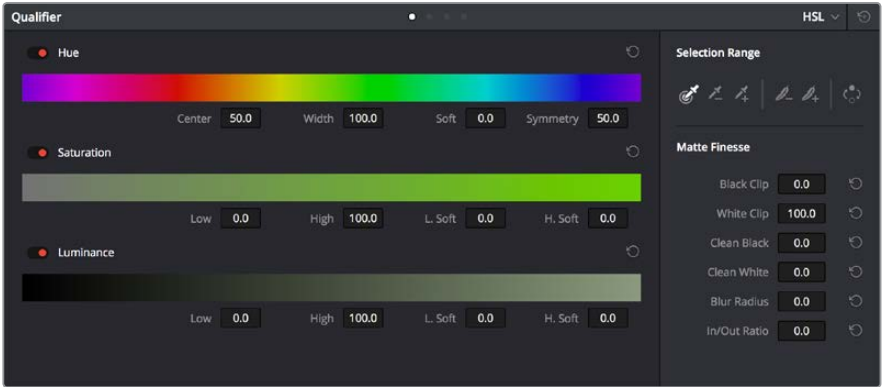 Qualifier HSL
Hue
Center 50.0 Width 100.0 Soft 0.0 Symmetry 50.0
Saturation
Low 0.0 High 100.0 L. Soft 0.0 H. Soft 0.0
Luminance
Low 0.0 High 100.0 L. Soft 0.0 H. Soft 0.0
Selection Range
Matte Finesse
Black Clip 0.0
White Clip 100.0
Clean Black 0.0
Clean White 0.0
Blur Radius 0.0
In/Out Ratio 0.0